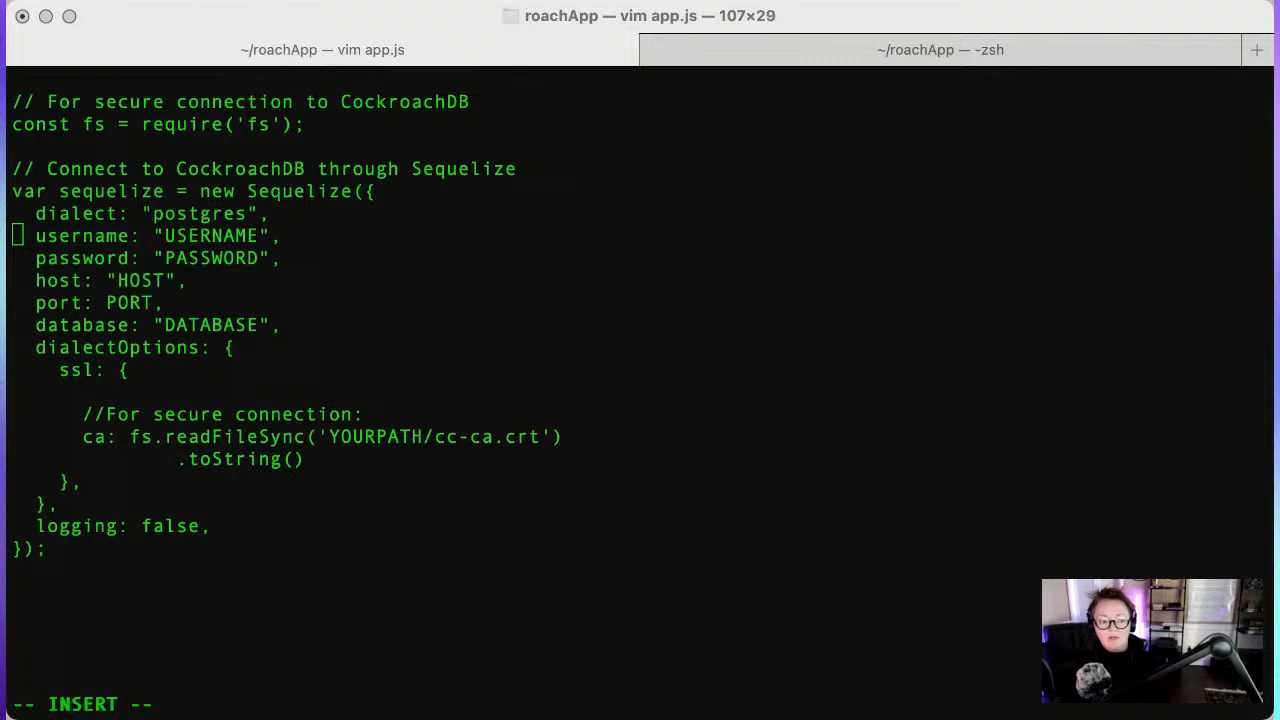 roachApp — vim app.js — 107×29
~/roachApp — vim app.js
~/roachApp — -zsh
// For secure connection to CockroachDB
const fs = require('fs');
// Connect to CockroachDB through Sequelize
var sequelize = new Sequelize({
  dialect: "postgres",
  username: "USERNAME",
  password: "PASSWORD",
  host: "HOST",
  port: PORT,
  database: "DATABASE",
  dialectOptions: {
    ssl: {
      //For secure connection:
      ca: fs.readFileSync('YOURPATH/cc-ca.crt')
              .toString()
    },
  },
  logging: false,
});
-- INSERT --